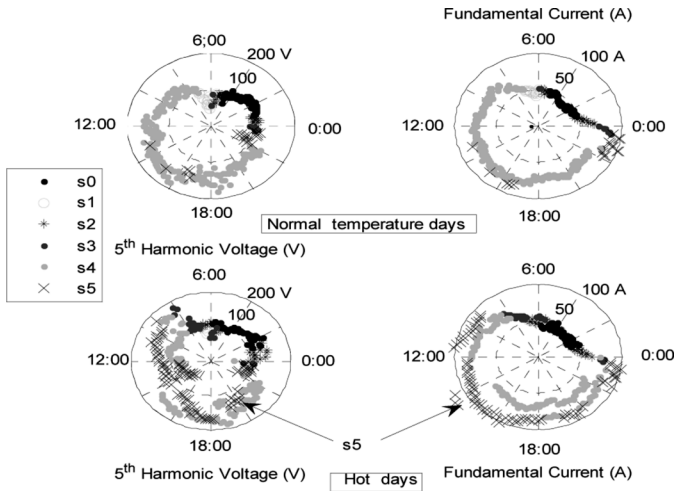 Fundamental Current (A)
6;00
200 V
100
12:00
0:00
18:00
6:00
100 A
50
12:00
0:00
18:00
s0
s1
s2
s3
s4
s5
Normal temperature days
5th Harmonic Voltage (V)
6:00
200 V
100
12:00
0:00
18:00
6:00
100 A
50
12:00
0:00
18:00
s5
5th Harmonic Voltage (V)
Hot days
Fundamental Current (A)